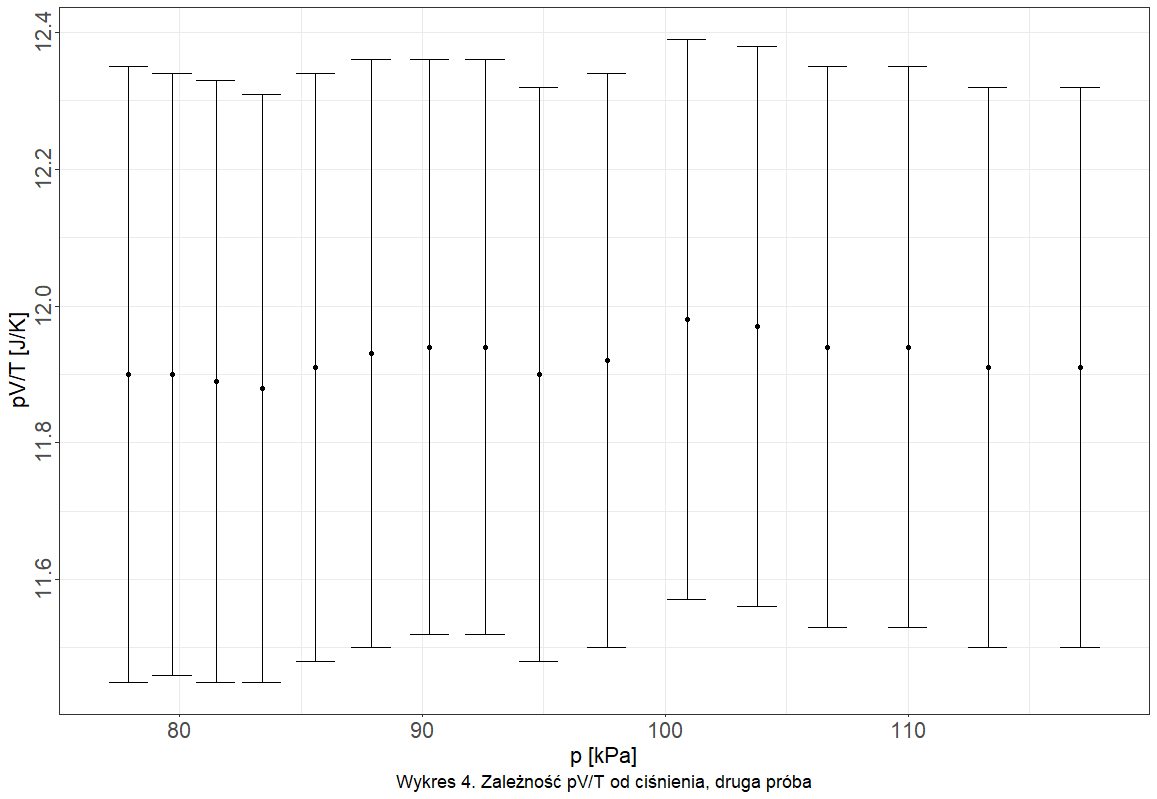 12.4
12.2
12.0
11.8
11.6
pV/T [J/K]
80 90 100 110
p [kPa]
Wykres 4. Zależność pV/T od ciśnienia, druga próba